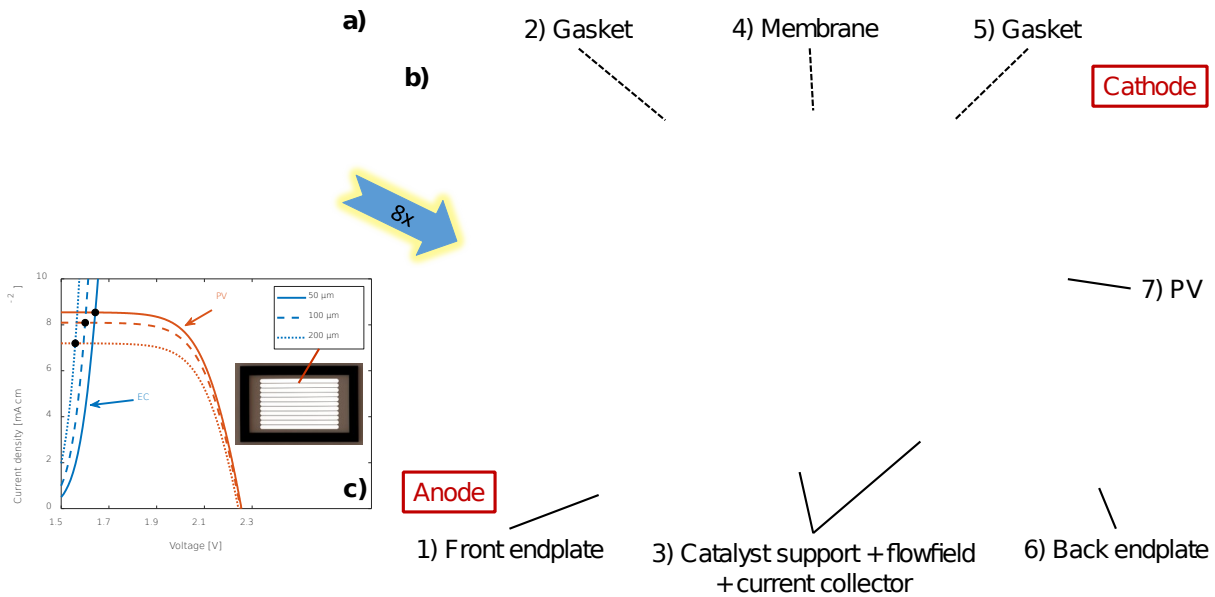 a)
2) Gasket
4) Membrane
5) Gasket
b)
Cathode
8x
7) PV
10
8
6
4
2
0
1.5
1.7
1.9
2.1
2.3
Current density [mA cm
-2
]
Voltage [V]
PV
EC
50 μm
100 μm
200 μm
c)
Anode
1) Front endplate
3) Catalyst support + flowfield
+ current collector
6) Back endplate